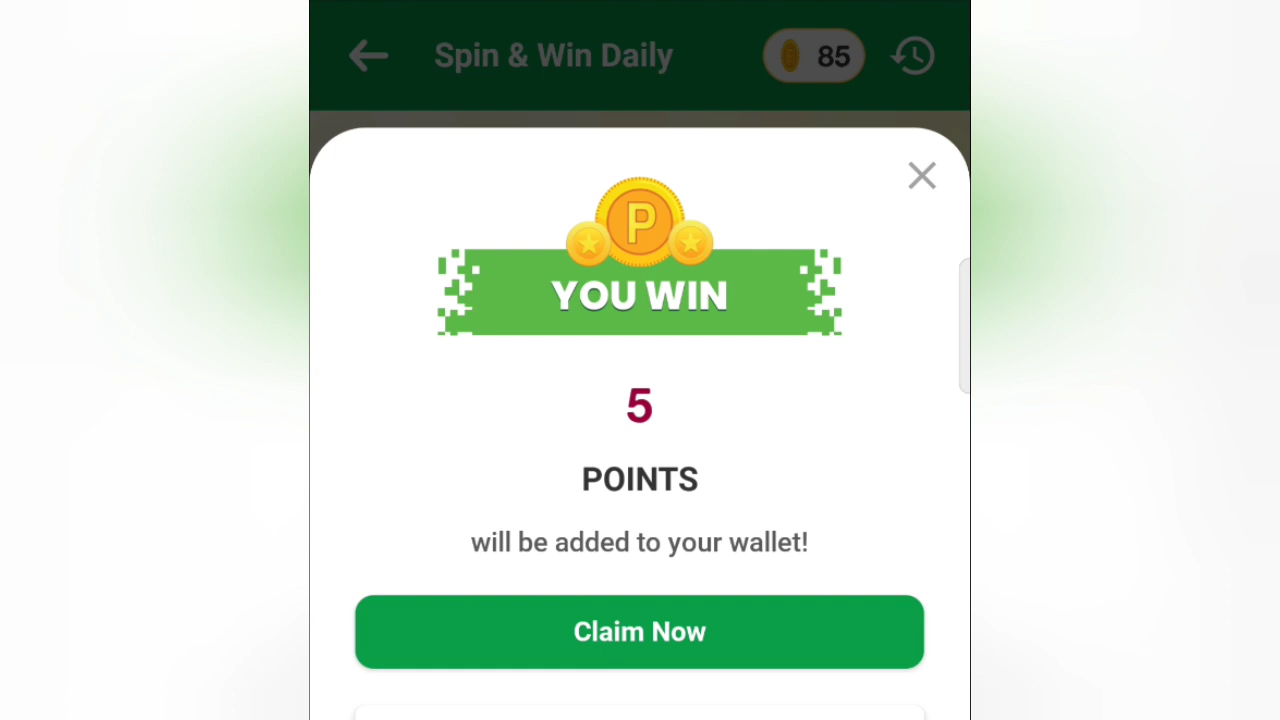 Spin & Win Daily
85
P
YOU WIN
5
POINTS
will be added to your wallet!
Claim Now